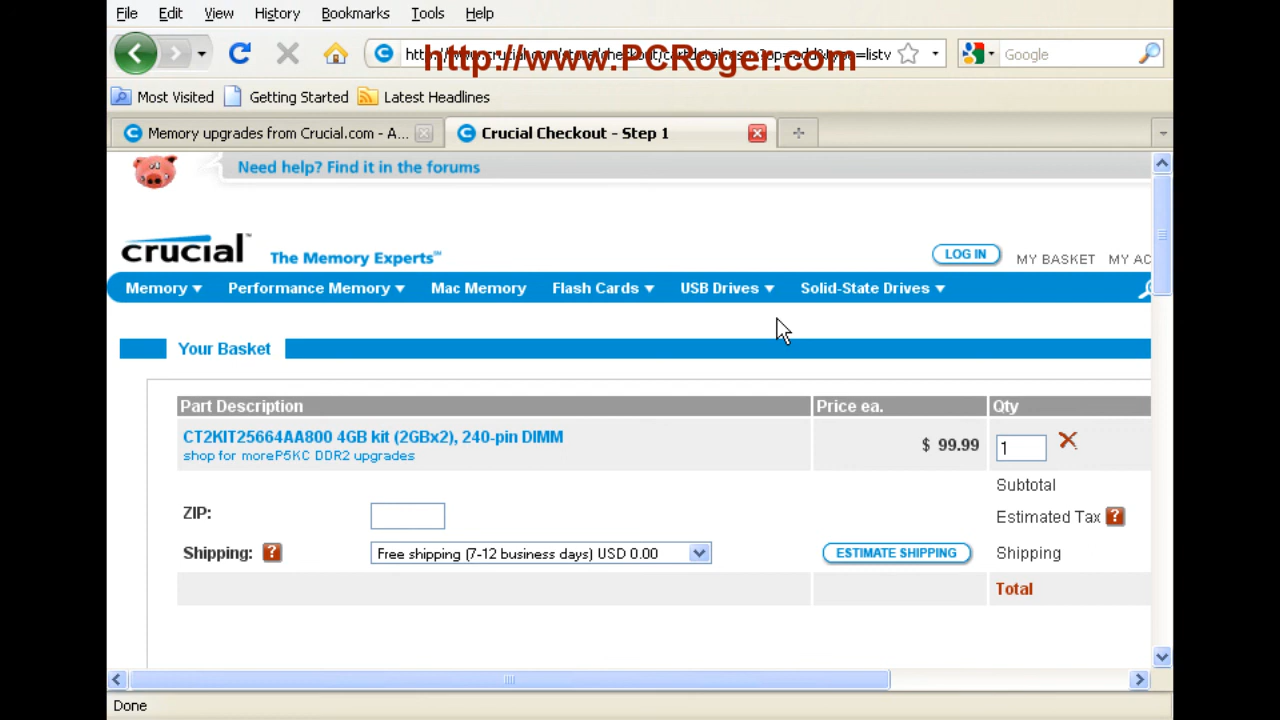 File Edit View History Bookmarks Tools Help
http://www.PCRoger.com
Google
Most Visited Getting Started Latest Headlines
Memory upgrades from Crucial.com - A... Crucial Checkout - Step 1
Need help? Find it in the forums
crucial™ The Memory Experts℠
LOG IN MY BASKET MY AC
Memory Performance Memory Mac Memory Flash Cards USB Drives Solid-State Drives
Your Basket
Part Description Price ea. Qty
CT2KIT25664AA800 4GB kit (2GBx2), 240-pin DIMM $ 99.99 1
shop for moreP5KC DDR2 upgrades
Subtotal
ZIP: Estimated Tax ?
Shipping: ? Free shipping (7-12 business days) USD 0.00 ESTIMATE SHIPPING Shipping
Total
Done